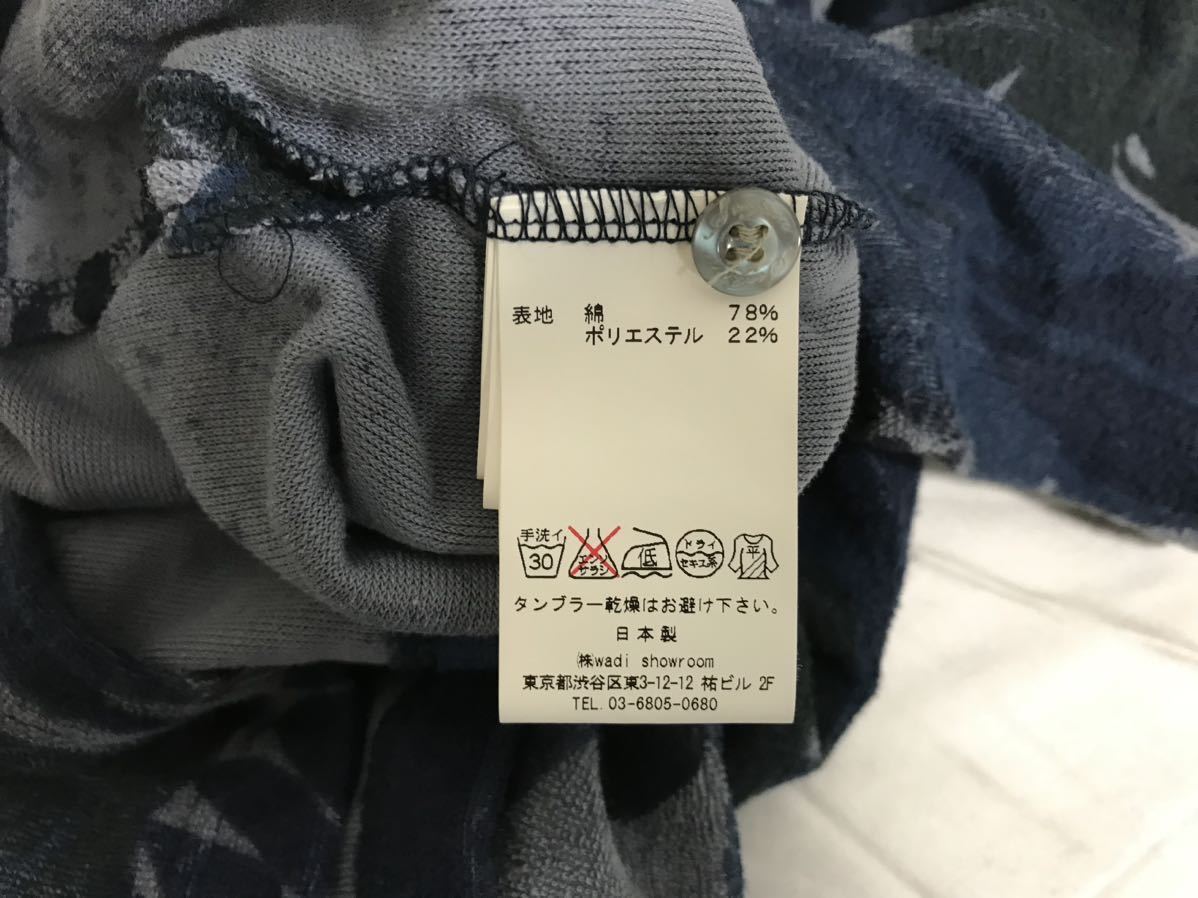 表地 綿 78%
ポリエステル 22%
手洗イ 30 エンソサラシ 低 ドライ セキユ系 平
タンブラー乾燥はお避け下さい。
日本製
㈱wadi showroom
東京都渋谷区東3-12-12 祐ビル 2F
TEL. 03-6805-0680